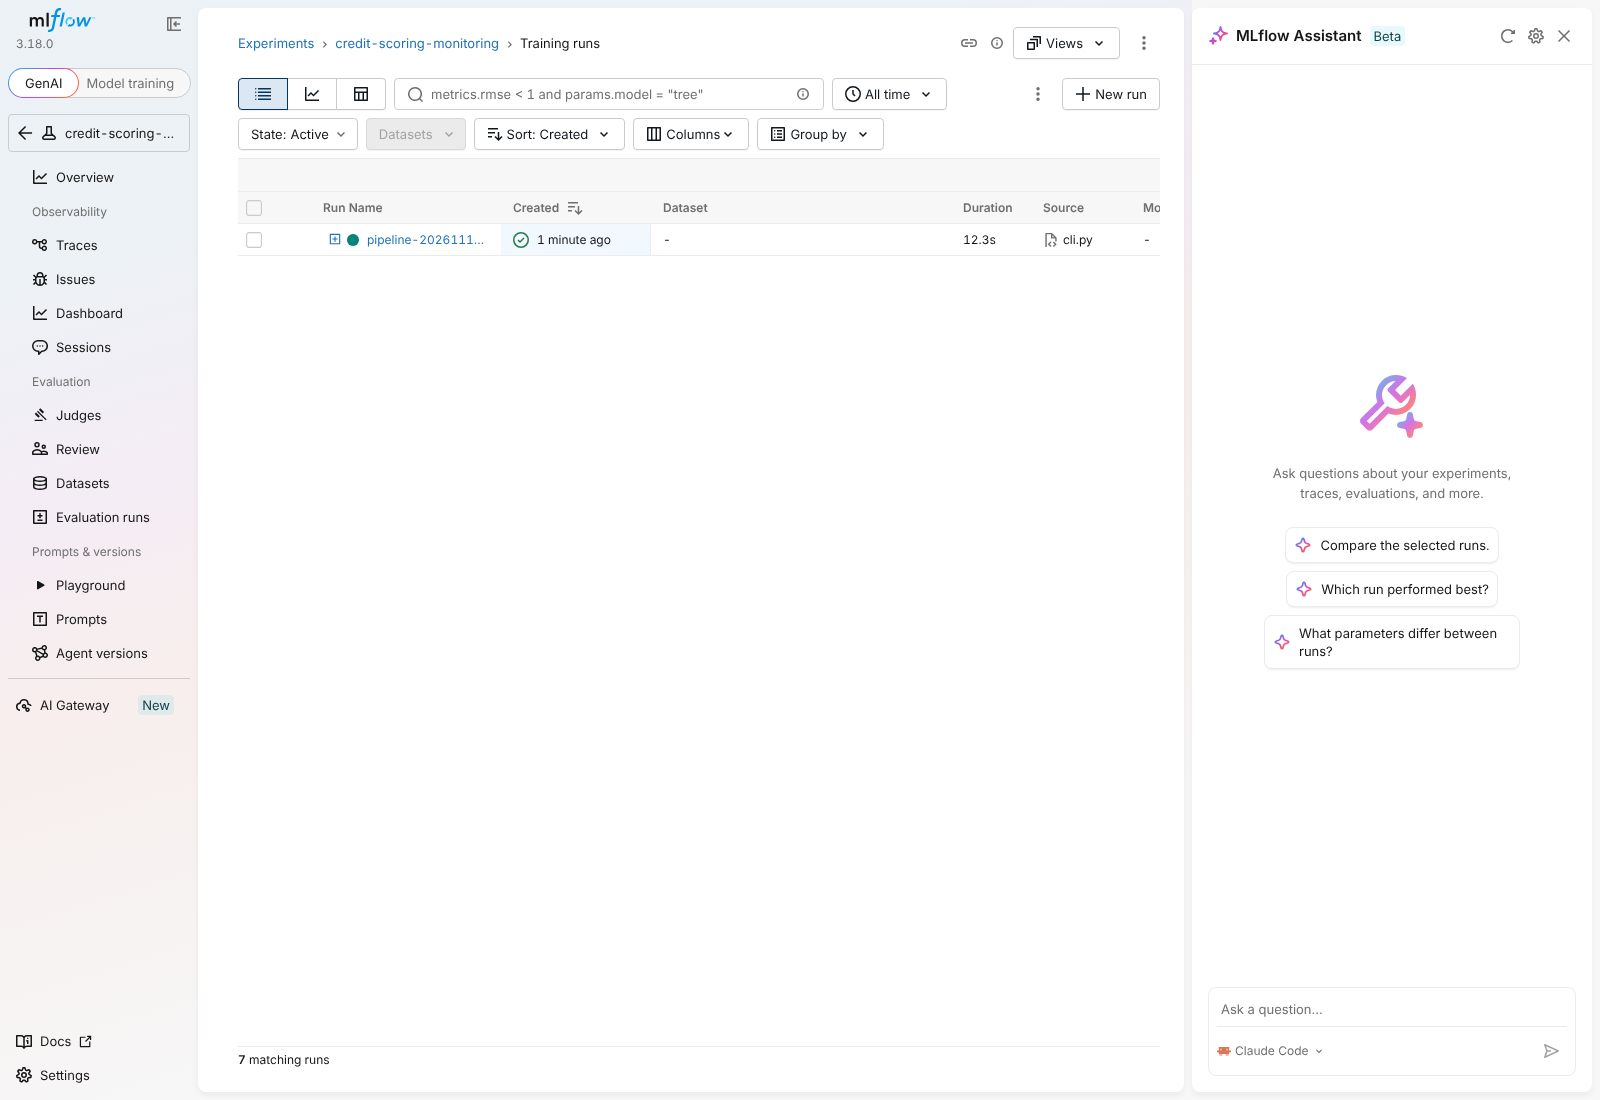 mlflow
3.18.0
GenAI
Model training
credit-scoring-...
Overview
Observability
Traces
Issues
Dashboard
Sessions
Evaluation
Judges
Review
Datasets
Evaluation runs
Prompts & versions
Playground
Prompts
Agent versions
AI Gateway
New
Docs
Settings
Experiments › credit-scoring-monitoring › Training runs
Views
metrics.rmse < 1 and params.model = "tree"
All time
New run
State: Active
Datasets
Sort: Created
Columns
Group by
Run Name Created Dataset Duration Source Mo
pipeline-2026111... 1 minute ago - 12.3s cli.py -
7 matching runs
MLflow Assistant Beta
Ask questions about your experiments,
traces, evaluations, and more.
Compare the selected runs.
Which run performed best?
What parameters differ between
runs?
Ask a question...
Claude Code